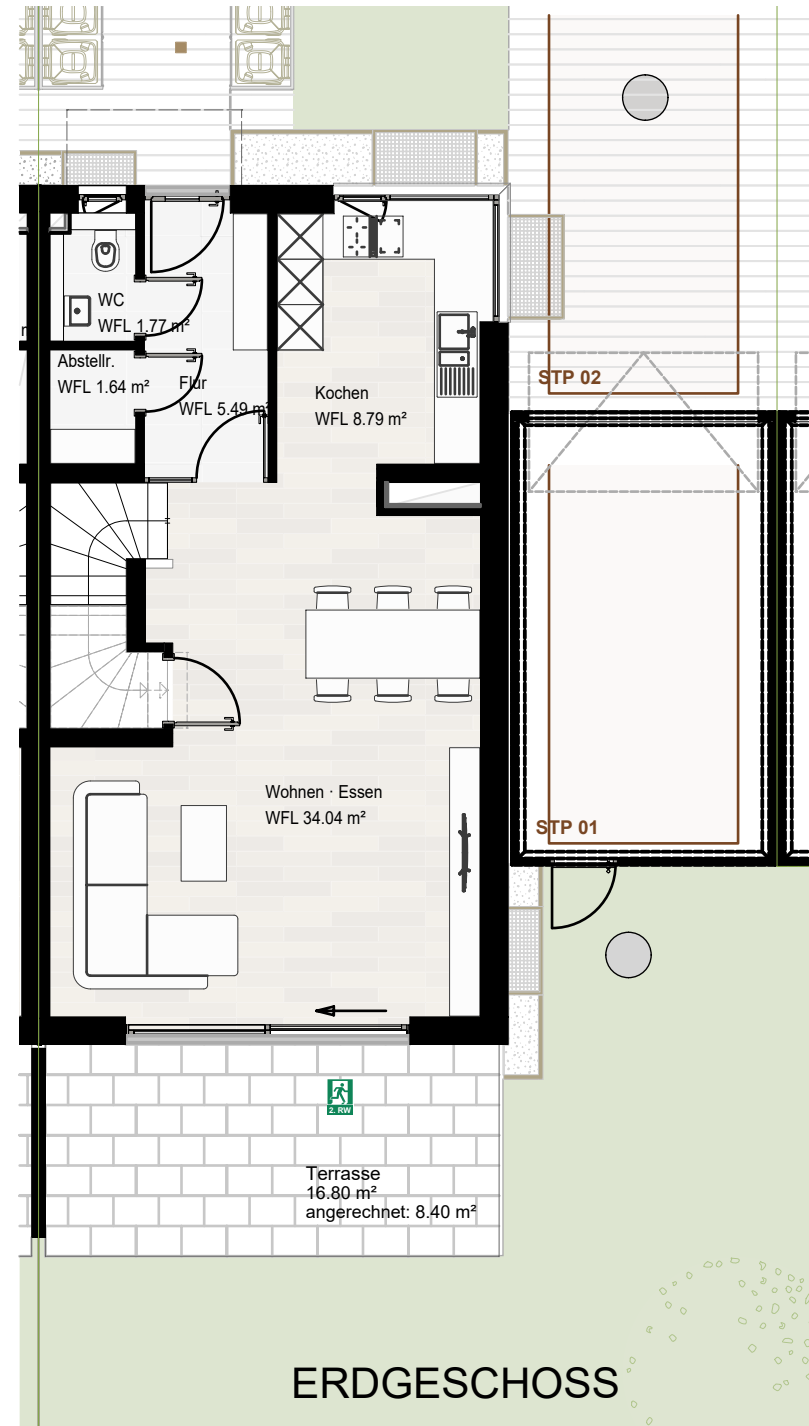 WC
WFL 1.77 m²
Abstellr.
WFL 1.64 m²
Flur
WFL 5.49 m²
Kochen
WFL 8.79 m²
STP 02
Wohnen · Essen
WFL 34.04 m²
STP 01
2. RW
Terrasse
16.80 m²
angerechnet: 8.40 m²
ERDGESCHOSS